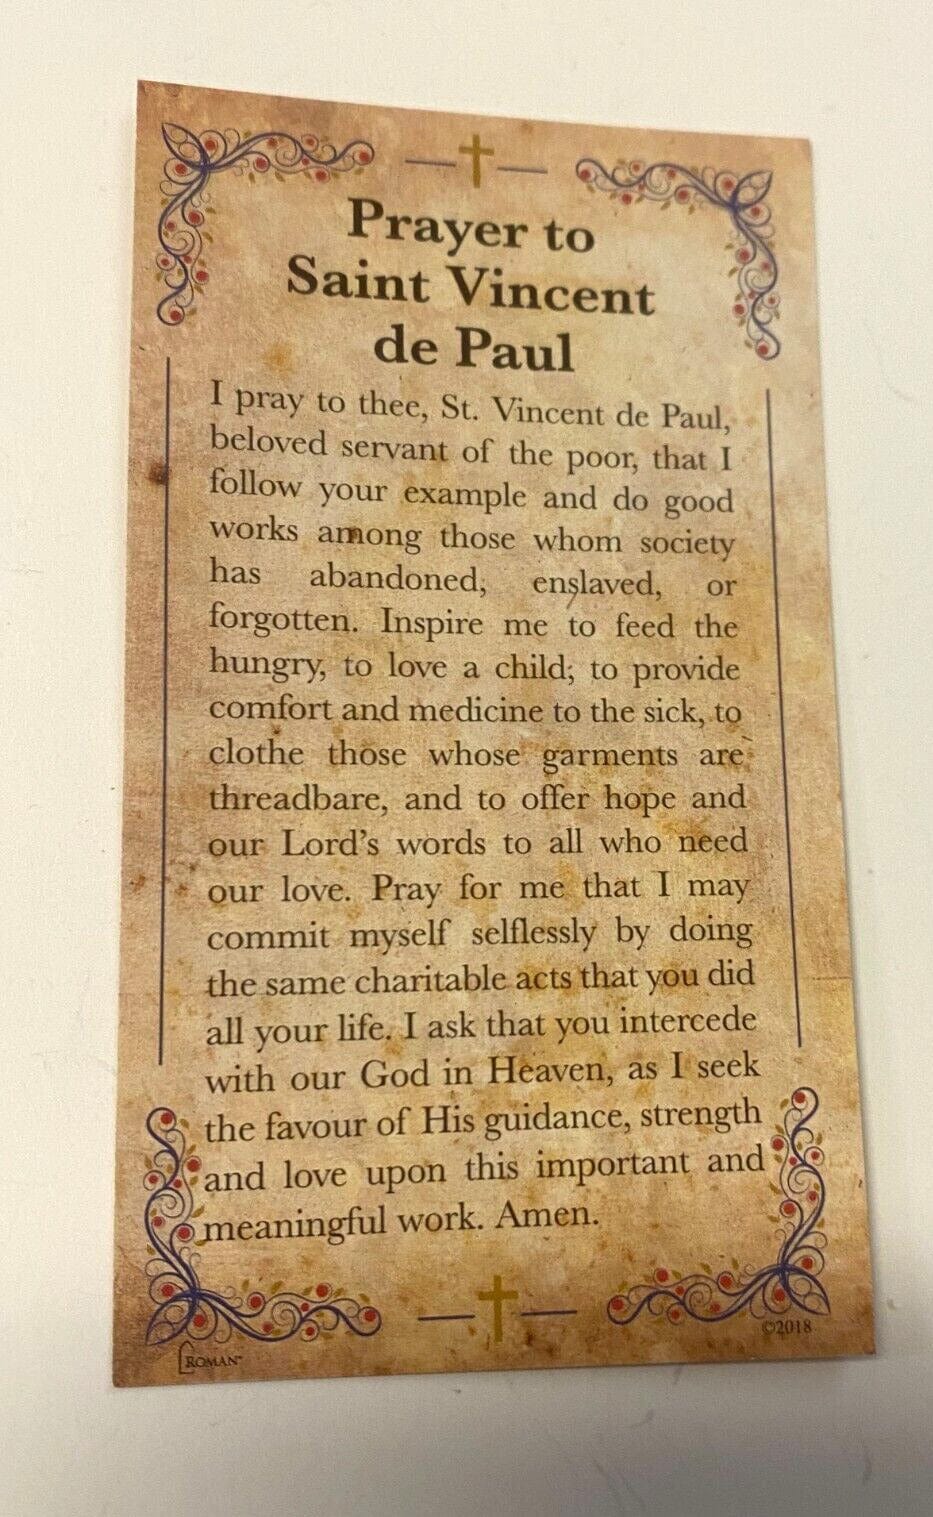 Prayer to
Saint Vincent
de Paul
I pray to thee, St. Vincent de Paul,
beloved servant of the poor, that I
follow your example and do good
works among those whom society
has abandoned, enslaved, or
forgotten. Inspire me to feed the
hungry, to love a child; to provide
comfort and medicine to the sick, to
clothe those whose garments are
threadbare, and to offer hope and
our Lord's words to all who need
our love. Pray for me that I may
commit myself selflessly by doing
the same charitable acts that you did
all your life. I ask that you intercede
with our God in Heaven, as I seek
the favour of His guidance, strength
and love upon this important and
meaningful work. Amen.
©2018
ROMAN™